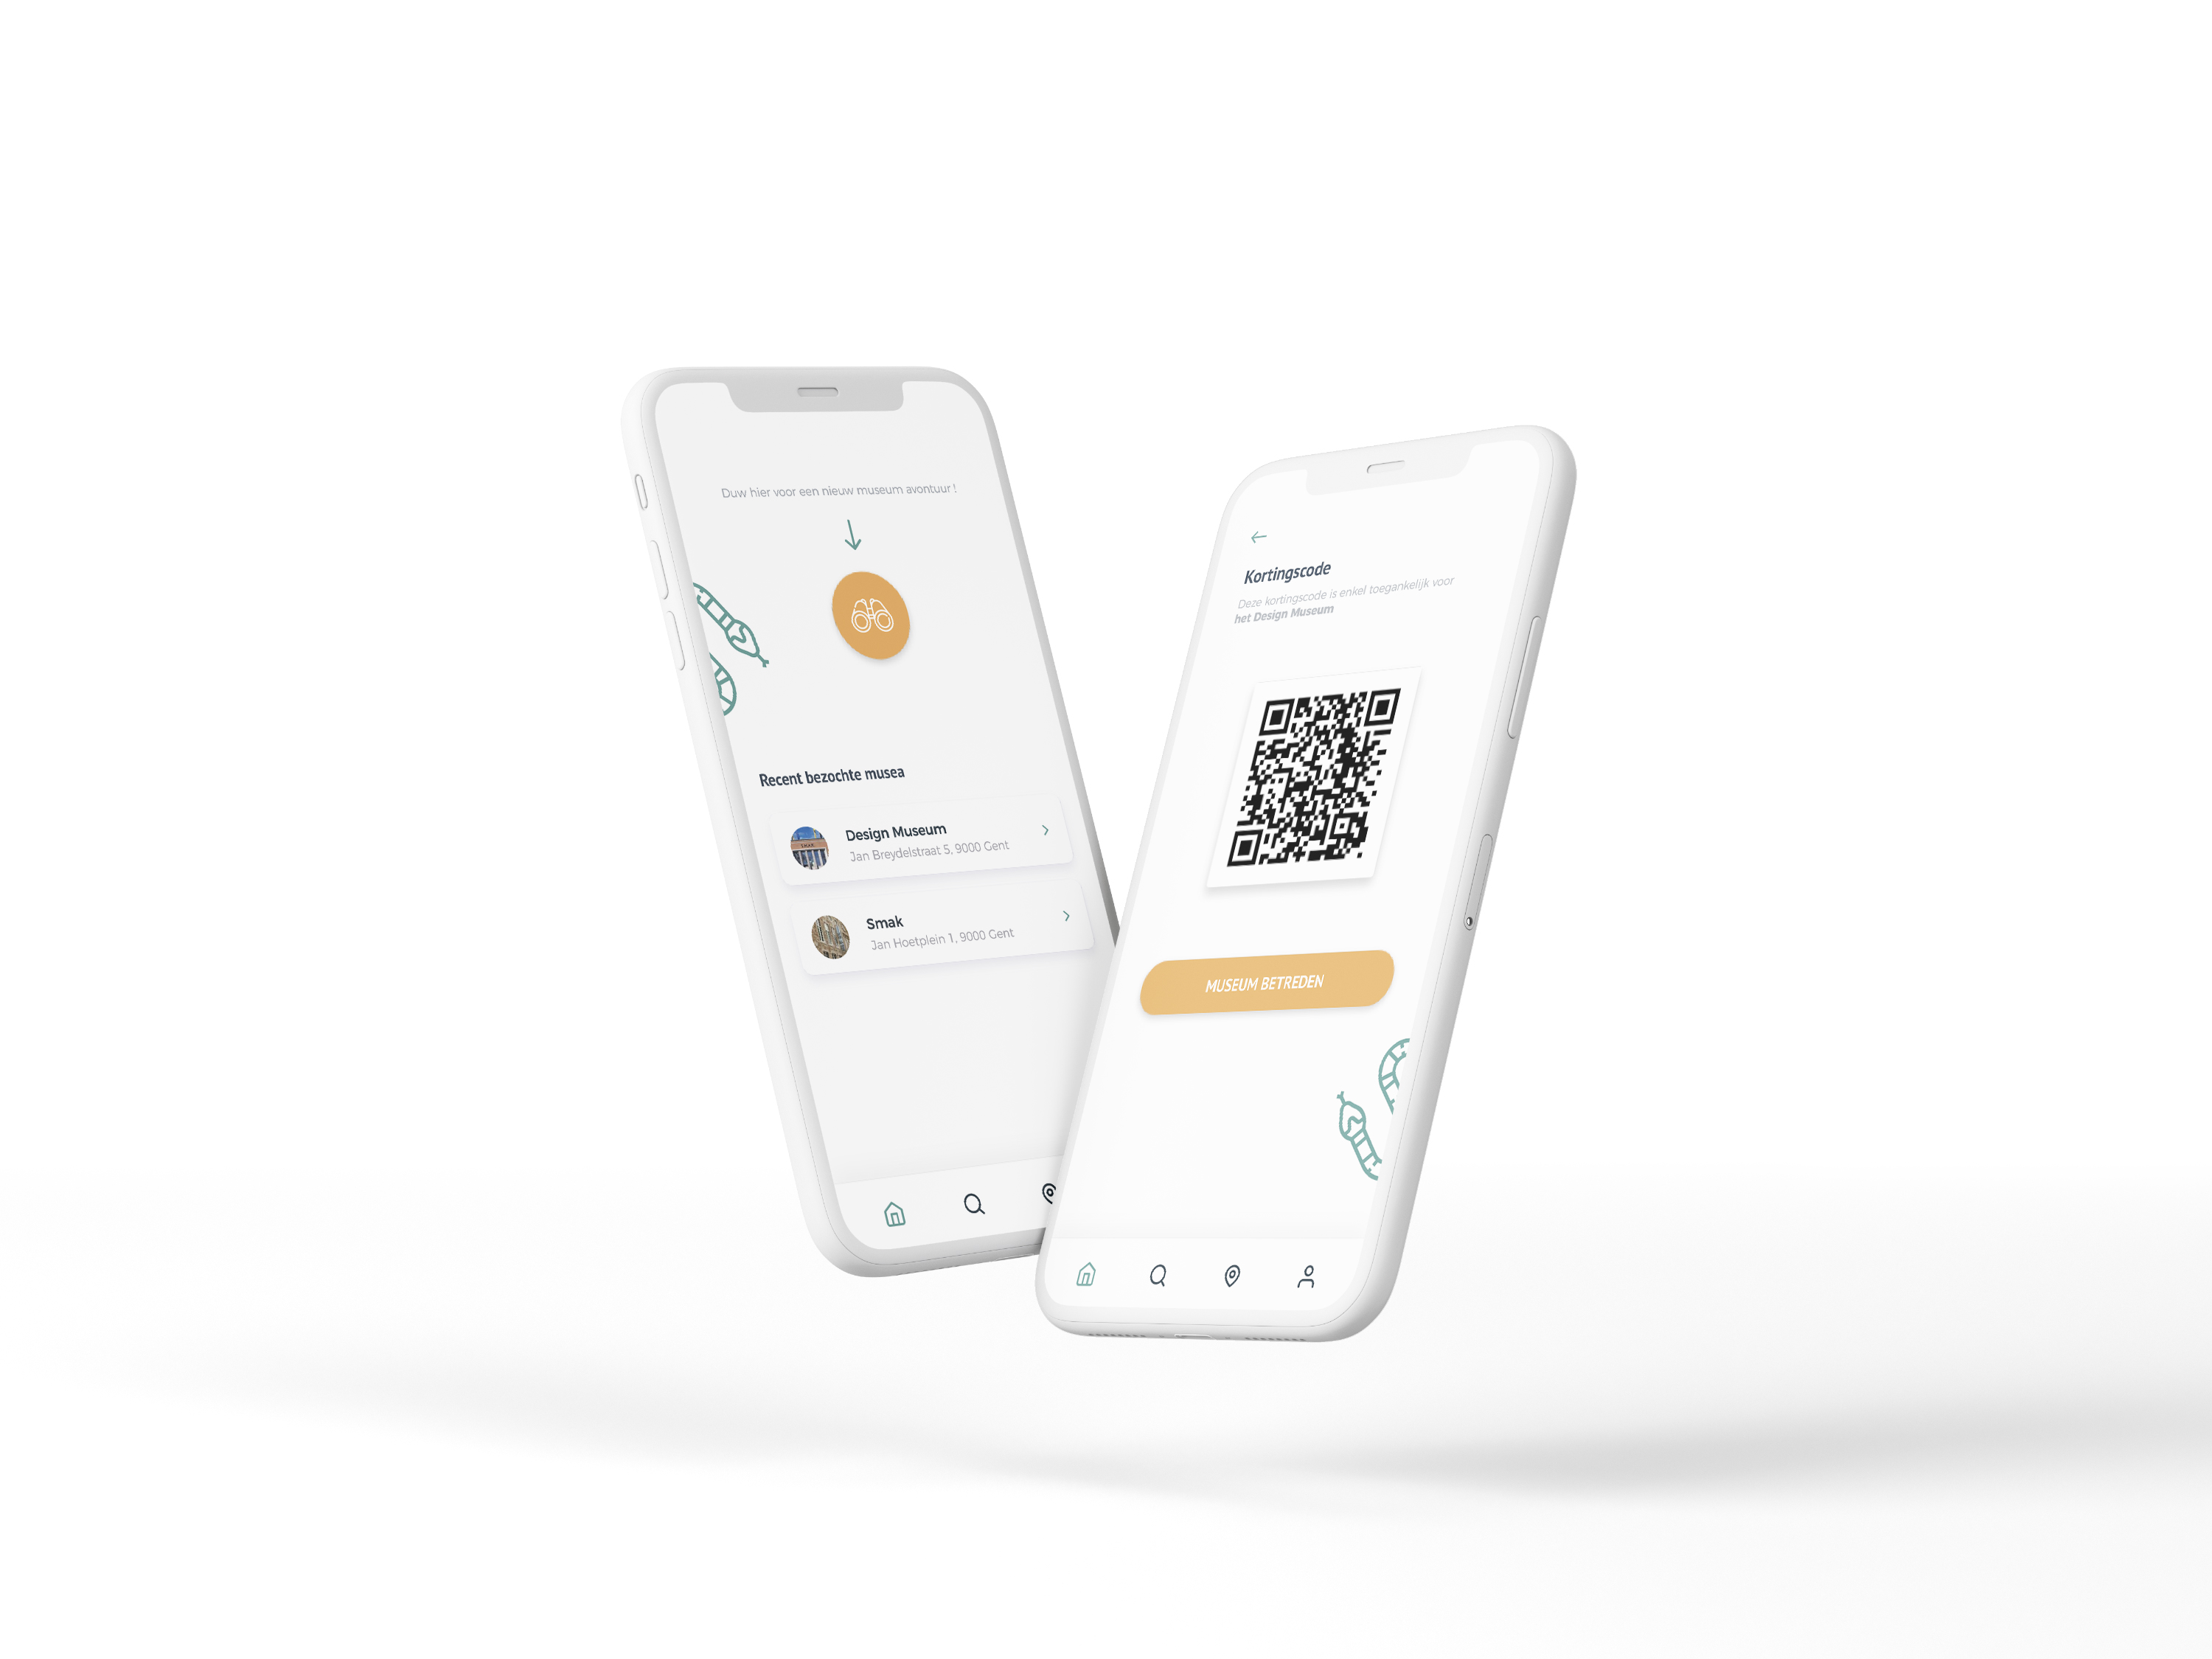 Duw hier voor een nieuw museum avontuur !
Recent bezochte musea
SMAK
Design Museum
Jan Breydelstraat 5, 9000 Gent
Smak
Jan Hoetplein 1, 9000 Gent
Kortingscode
Deze kortingscode is enkel toegankelijk voor
het Design Museum
MUSEUM BETREDEN